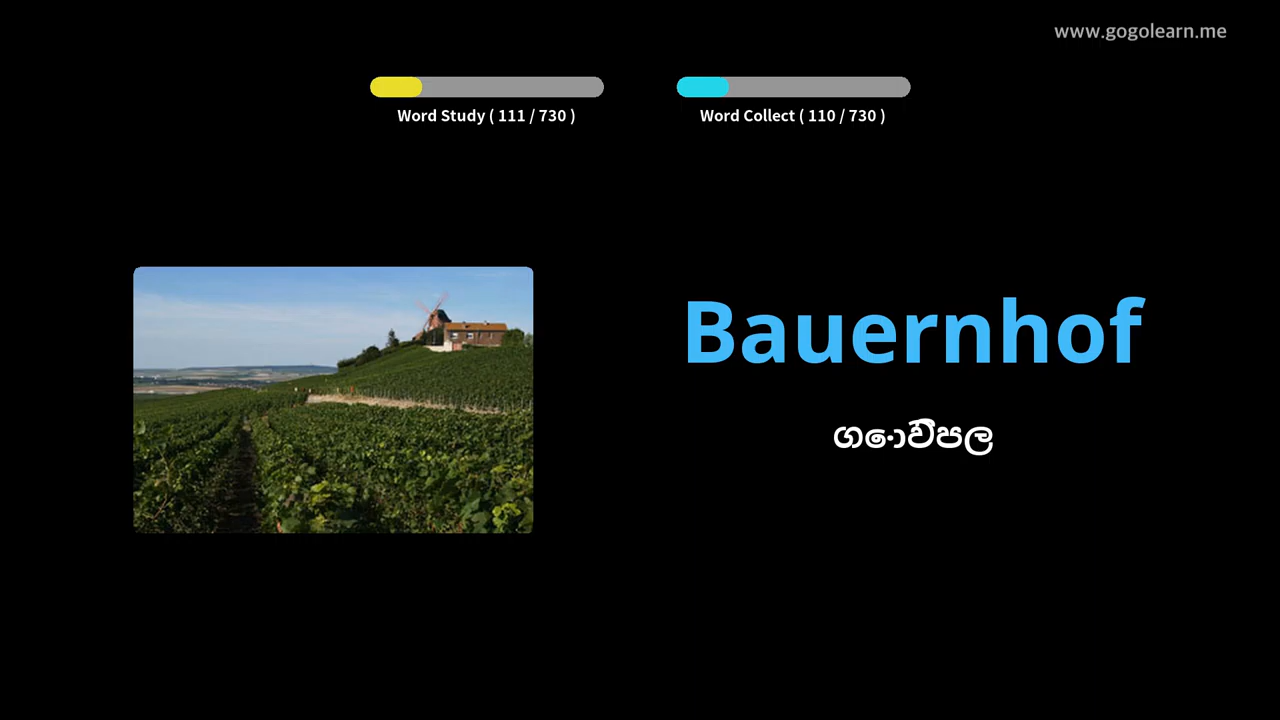 www.gogolearn.me
Word Study ( 111 / 730 )
Word Collect ( 110 / 730 )
Bauernhof
ගොවිපල